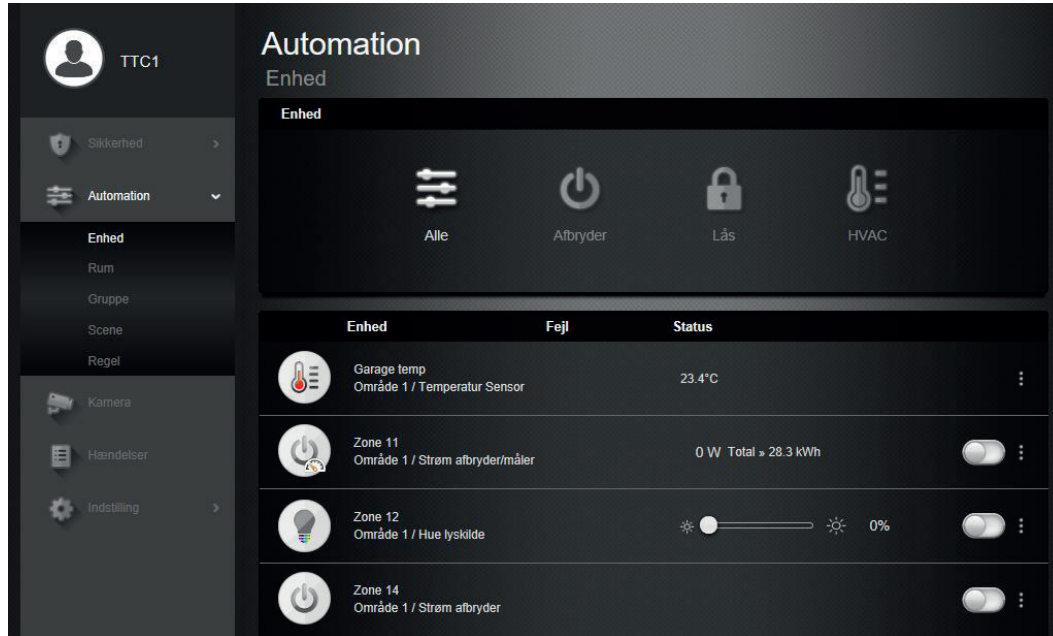 TTC1
Sikkerhed
Automation
Enhed
Rum
Gruppe
Scene
Regel
Kamera
Hændelser
Indstilling
Automation
Enhed
Enhed
Alle
Afbryder
Lås
HVAC
Enhed Fejl Status
Garage temp
Område 1 / Temperatur Sensor
23.4°C
Zone 11
Område 1 / Strøm afbryder/måler
0 W Total » 28.3 kWh
Zone 12
Område 1 / Hue lyskilde
0%
Zone 14
Område 1 / Strøm afbryder